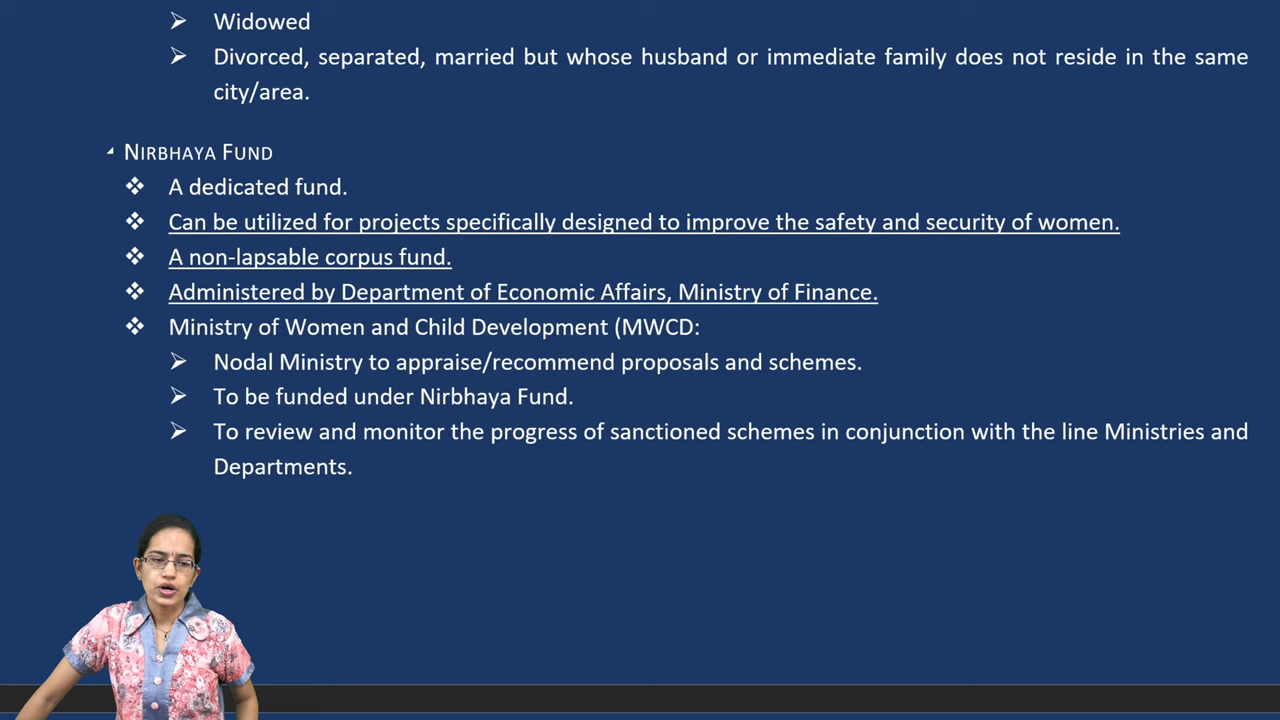 ➢ Widowed
➢ Divorced, separated, married but whose husband or immediate family does not reside in the same
city/area.
NIRBHAYA FUND
❖ A dedicated fund.
❖ Can be utilized for projects specifically designed to improve the safety and security of women.
❖ A non-lapsable corpus fund.
❖ Administered by Department of Economic Affairs, Ministry of Finance.
❖ Ministry of Women and Child Development (MWCD:
➢ Nodal Ministry to appraise/recommend proposals and schemes.
➢ To be funded under Nirbhaya Fund.
➢ To review and monitor the progress of sanctioned schemes in conjunction with the line Ministries and
Departments.